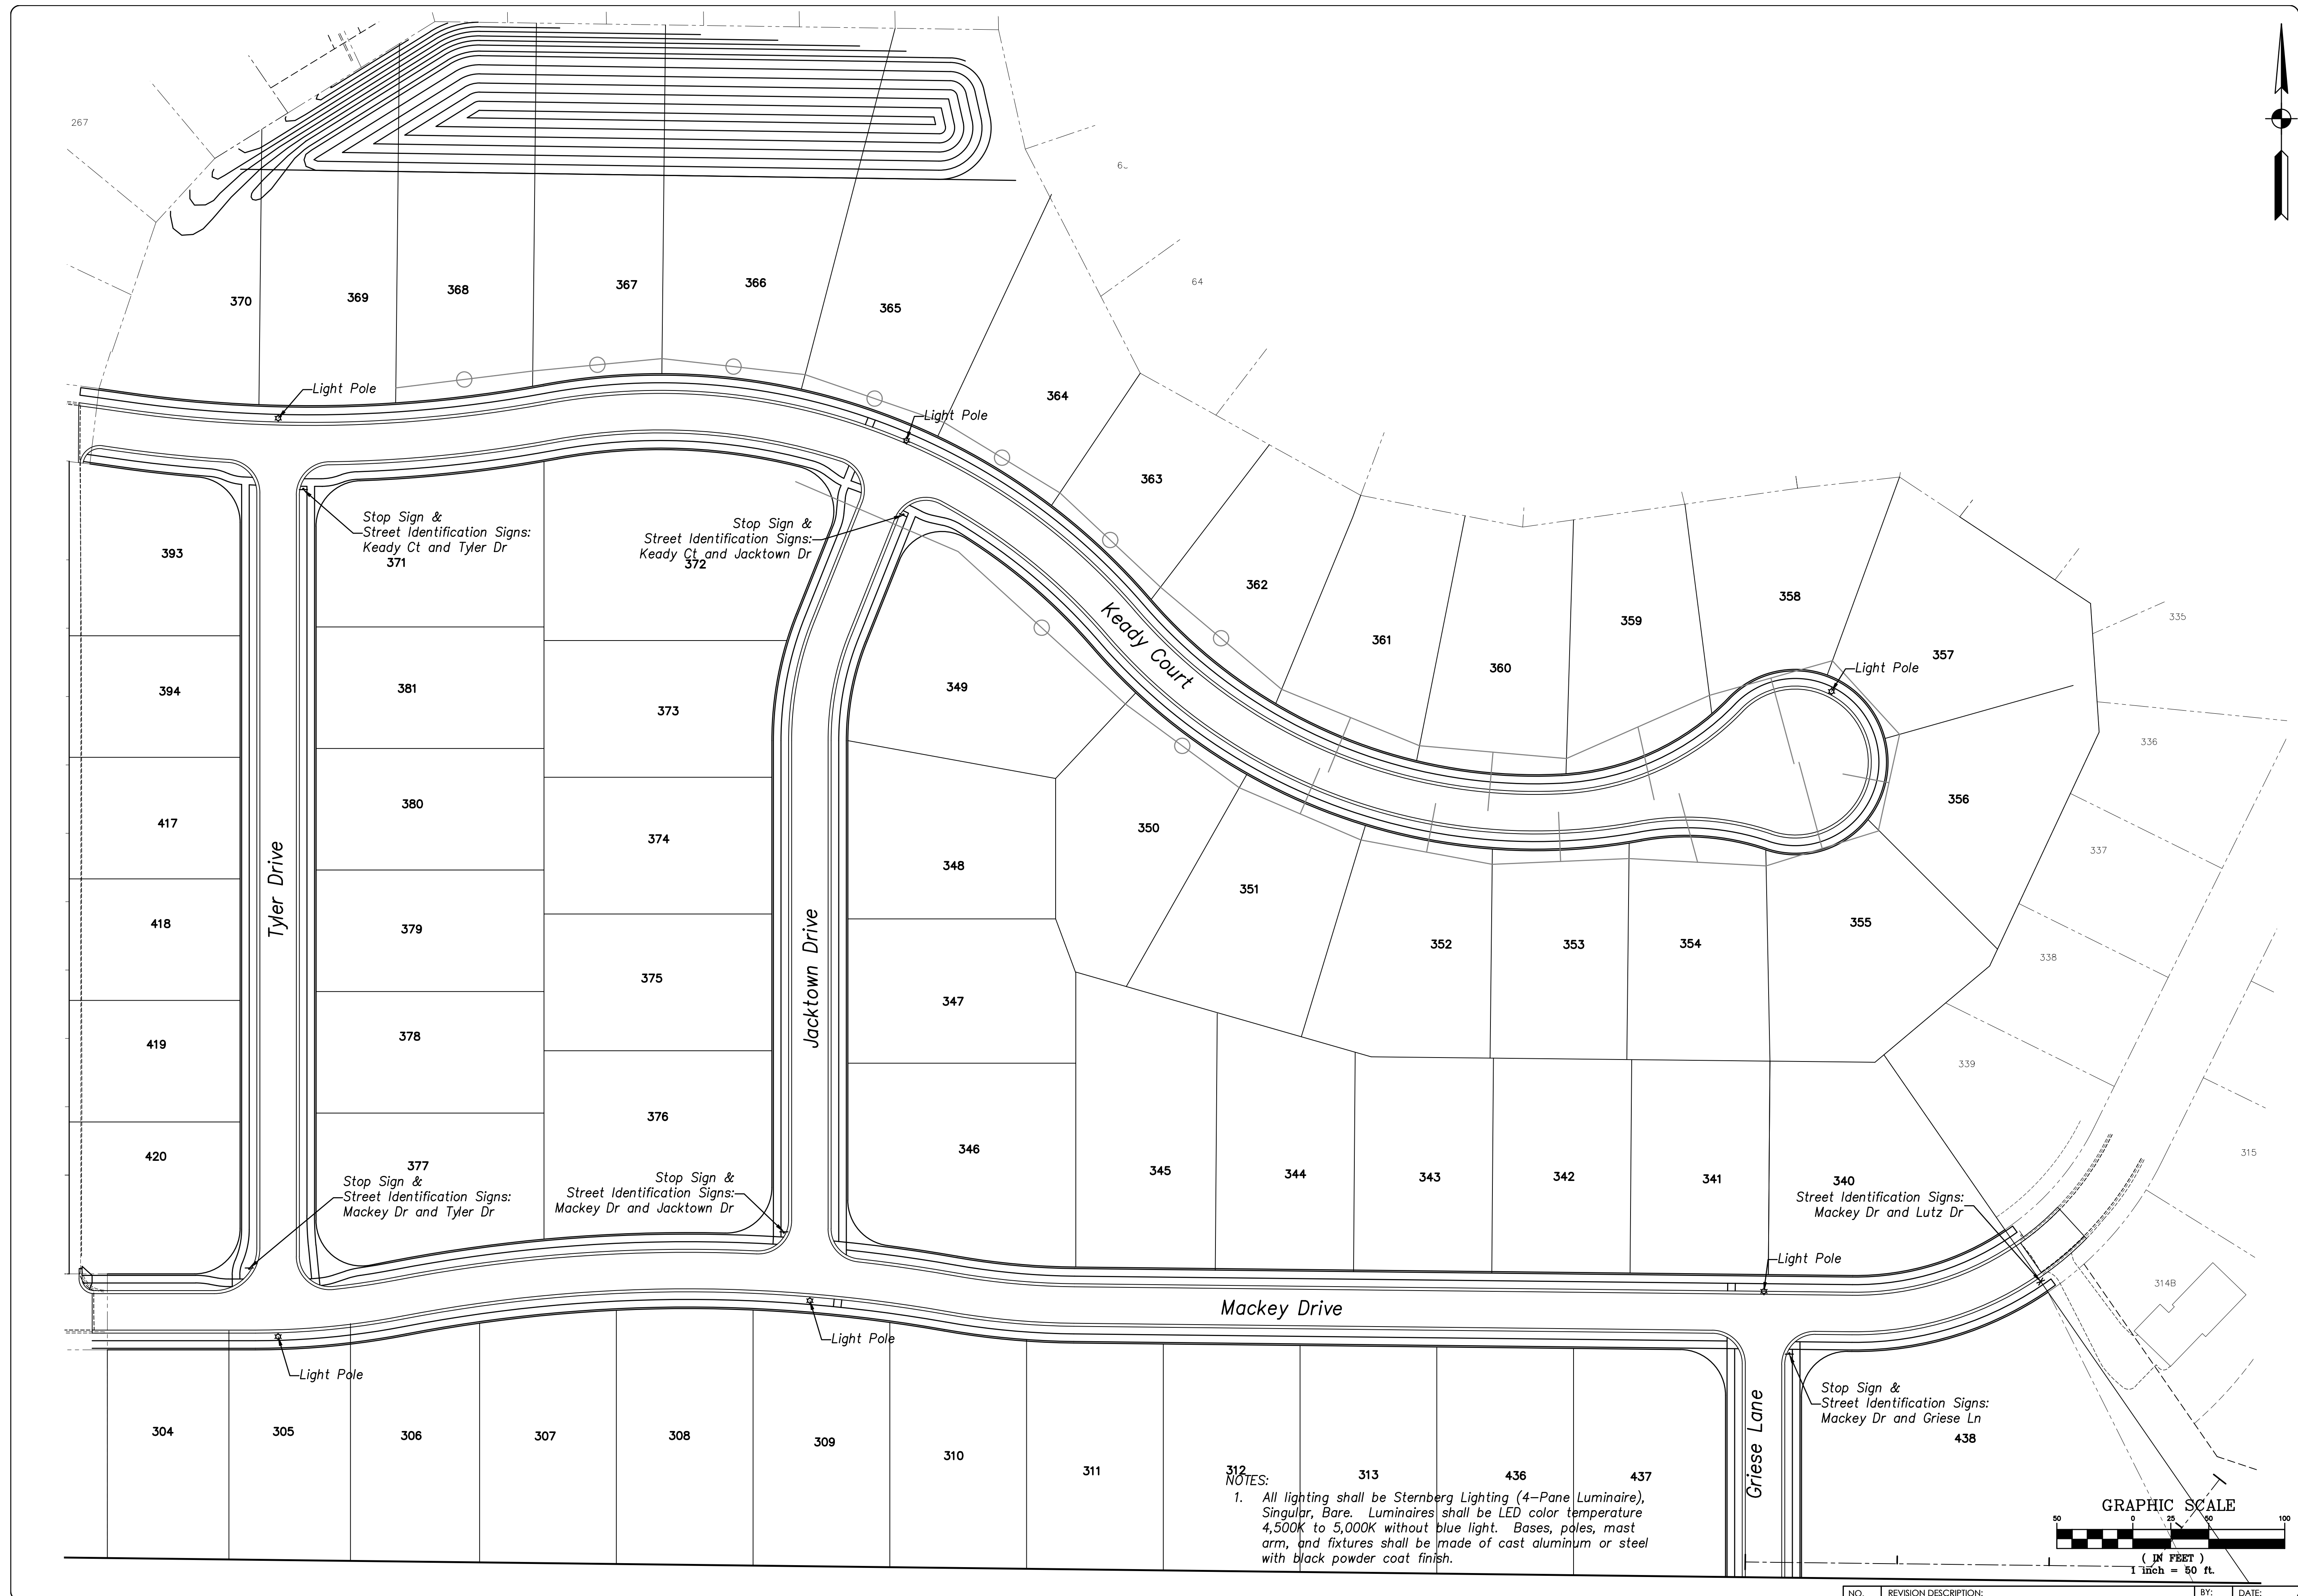 267
6
64
370
369
368
367
366
365
364
363
362
361
360
359
358
357
335
336
356
337
338
355
339
315
314B
Light Pole
Light Pole
Light Pole
Stop Sign &
Street Identification Signs:
Keady Ct and Tyler Dr
Stop Sign &
Street Identification Signs:
Keady Ct and Jacktown Dr
393
371
372
394
381
373
349
417
380
374
350
348
418
379
351
352
353
354
375
347
419
378
376
346
420
377
345
344
343
342
341
340
Keady Court
Tyler Drive
Jacktown Drive
Stop Sign &
Street Identification Signs:
Mackey Dr and Tyler Dr
Stop Sign &
Street Identification Signs:
Mackey Dr and Jacktown Dr
Street Identification Signs:
Mackey Dr and Lutz Dr
Light Pole
Mackey Drive
Light Pole
Light Pole
Griese Lane
Stop Sign &
Street Identification Signs:
Mackey Dr and Griese Ln
438
304
305
306
307
308
309
310
311
312
313
436
437
NOTES:
1. All lighting shall be Sternberg Lighting (4-Pane Luminaire),
Singular, Bare. Luminaires shall be LED color temperature
4,500K to 5,000K without blue light. Bases, poles, mast
arm, and fixtures shall be made of cast aluminum or steel
with black powder coat finish.
GRAPHIC SCALE
50 0 25 50 100
( IN FEET )
1 inch = 50 ft.
NO. REVISION DESCRIPTION: BY: DATE: